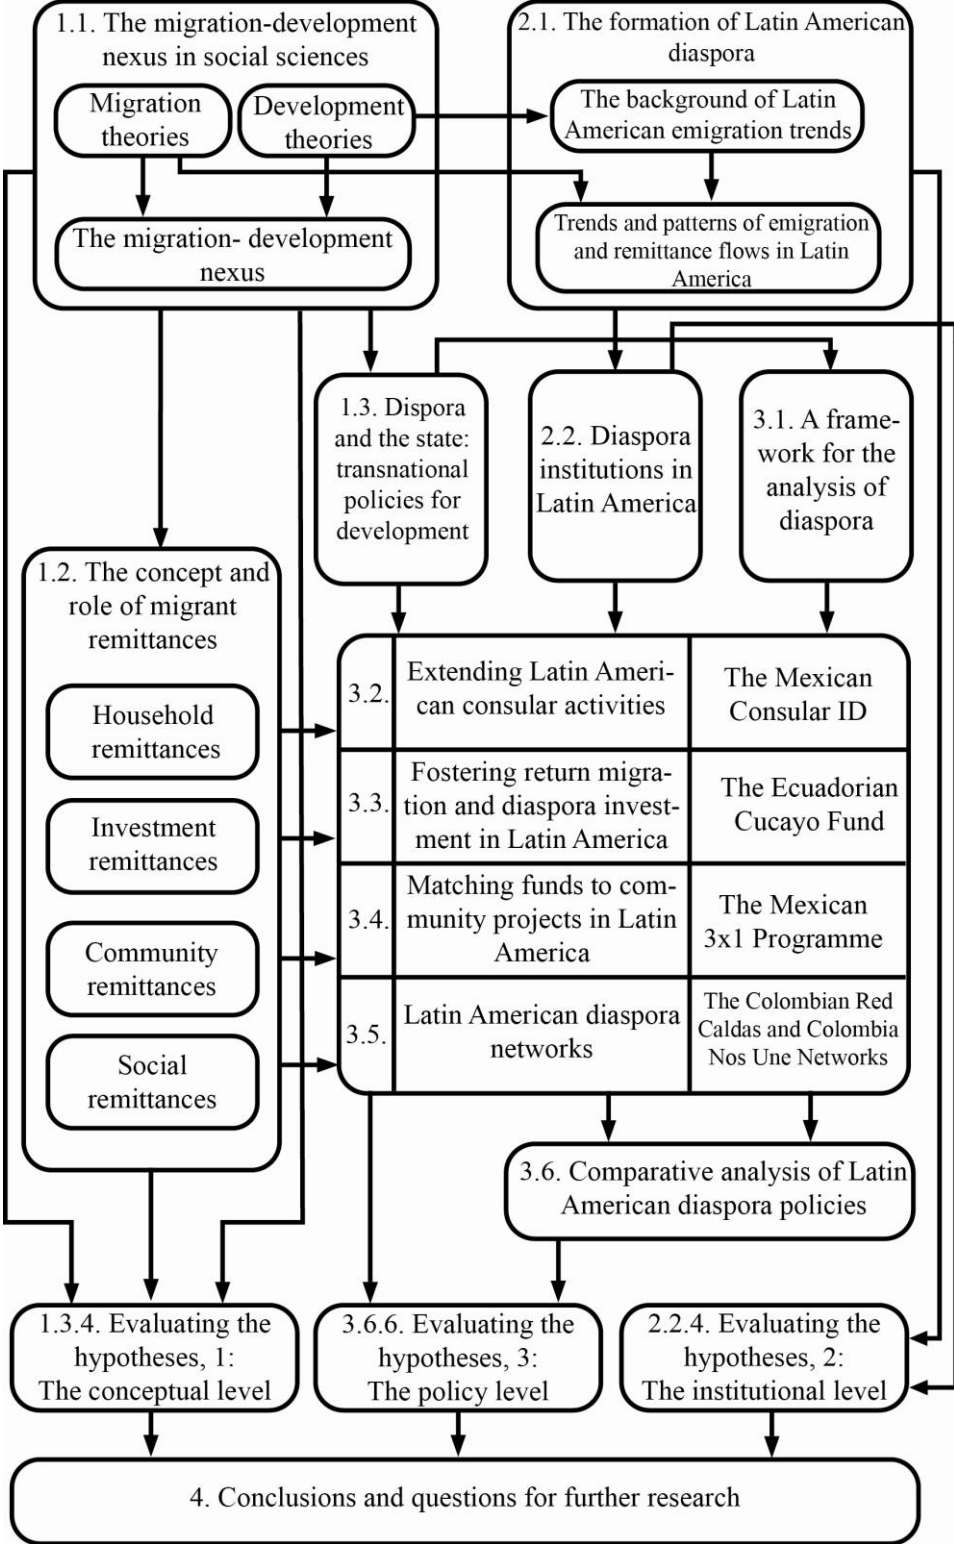 1.1. The migration-development
nexus in social sciences
Migration
theories
Development
theories
The migration- development
nexus
2.1. The formation of Latin American
diaspora
The background of Latin
American emigration trends
Trends and patterns of emigration
and remittance flows in Latin
America
1.3. Dispora
and the state:
transnational
policies for
development
2.2. Diaspora
institutions in
Latin America
3.1. A frame-
work for the
analysis of
diaspora
1.2. The concept and
role of migrant
remittances
Household
remittances
Investment
remittances
Community
remittances
Social
remittances
3.2.
Extending Latin Ameri-
can consular activities
The Mexican
Consular ID
3.3.
Fostering return migra-
tion and diaspora invest-
ment in Latin America
The Ecuadorian
Cucayo Fund
3.4.
Matching funds to com-
munity projects in Latin
America
The Mexican
3x1 Programme
3.5.
Latin American diaspora
networks
The Colombian Red
Caldas and Colombia
Nos Une Networks
3.6. Comparative analysis of Latin
American diaspora policies
1.3.4. Evaluating the
hypotheses, 1:
The conceptual level
3.6.6. Evaluating the
hypotheses, 3:
The policy level
2.2.4. Evaluating the
hypotheses, 2:
The institutional level
4. Conclusions and questions for further research